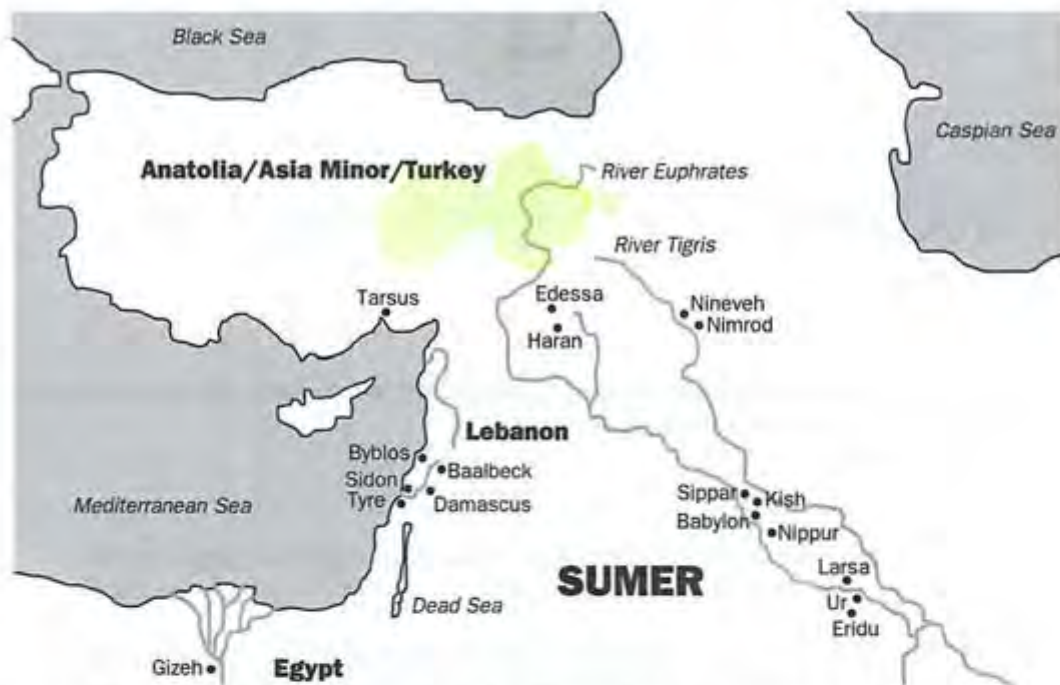 Black Sea
Caspian Sea
Anatolia/Asia Minor/Turkey
River Euphrates
River Tigris
Tarsus
Edessa
Nineveh
Nimrod
Haran
Lebanon
Byblos
Baalbeck
Sidon
Tyre
Damascus
Mediterranean Sea
Sippar
Kish
Babylon
Nippur
SUMER
Larsa
Ur
Eridu
Dead Sea
Gizeh
Egypt